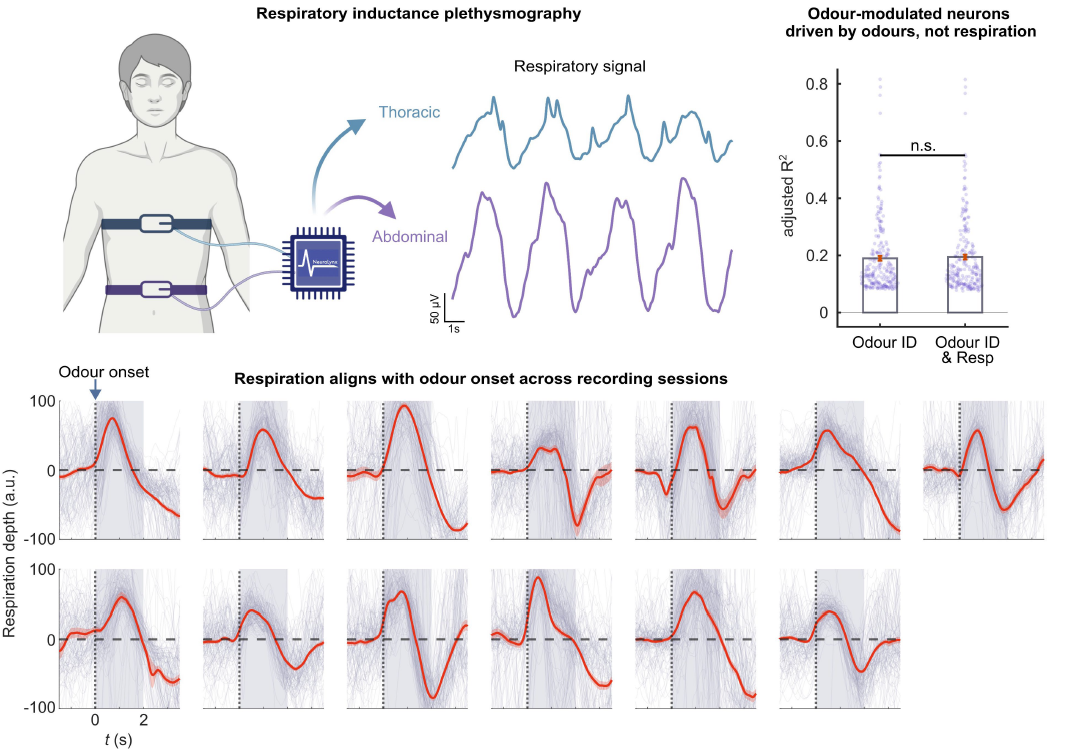 Respiratory inductance plethysmography
Odour-modulated neurons
driven by odours, not respiration
Respiratory signal
Thoracic
Abdominal
Neuralynx
50 µV
1s
adjusted R²
0.8
0.6
0.4
0.2
0
n.s.
Odour ID
Odour ID
& Resp
Odour onset
Respiration aligns with odour onset across recording sessions
Respiration depth (a.u.)
100
0
-100
100
0
-100
0 2
t (s)